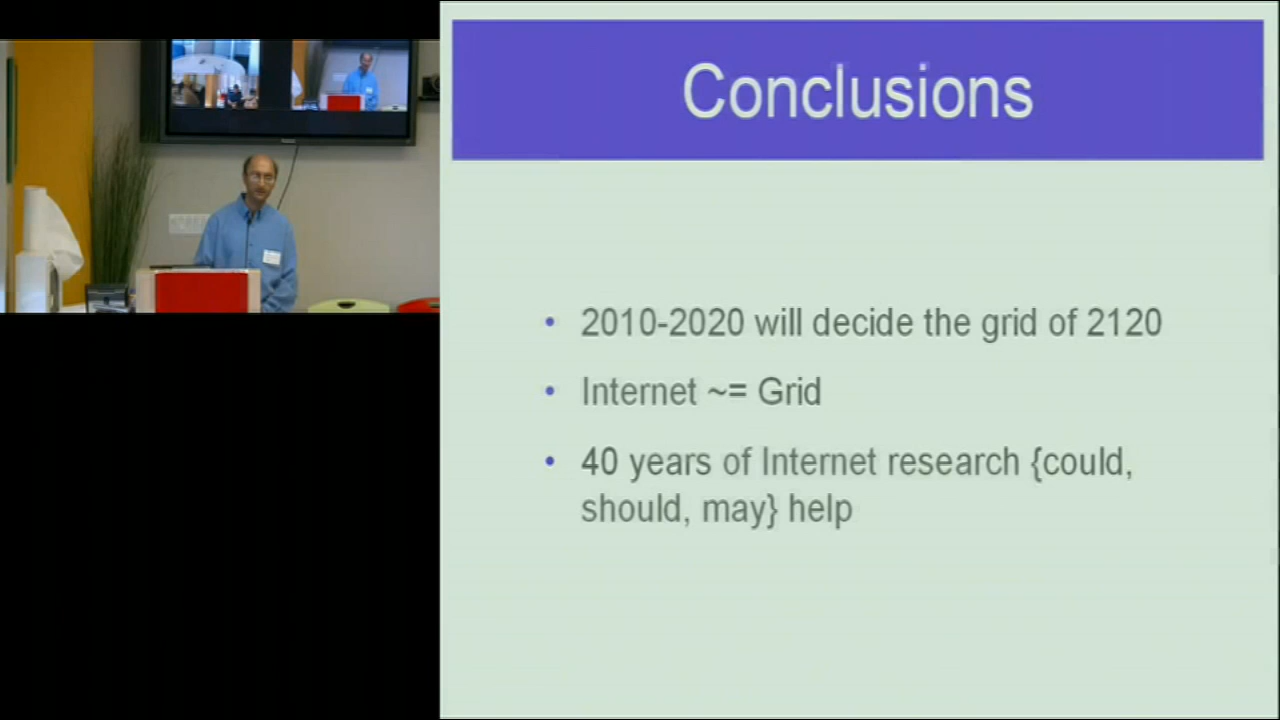 Conclusions
• 2010-2020 will decide the grid of 2120
• Internet ~= Grid
• 40 years of Internet research {could,
should, may} help